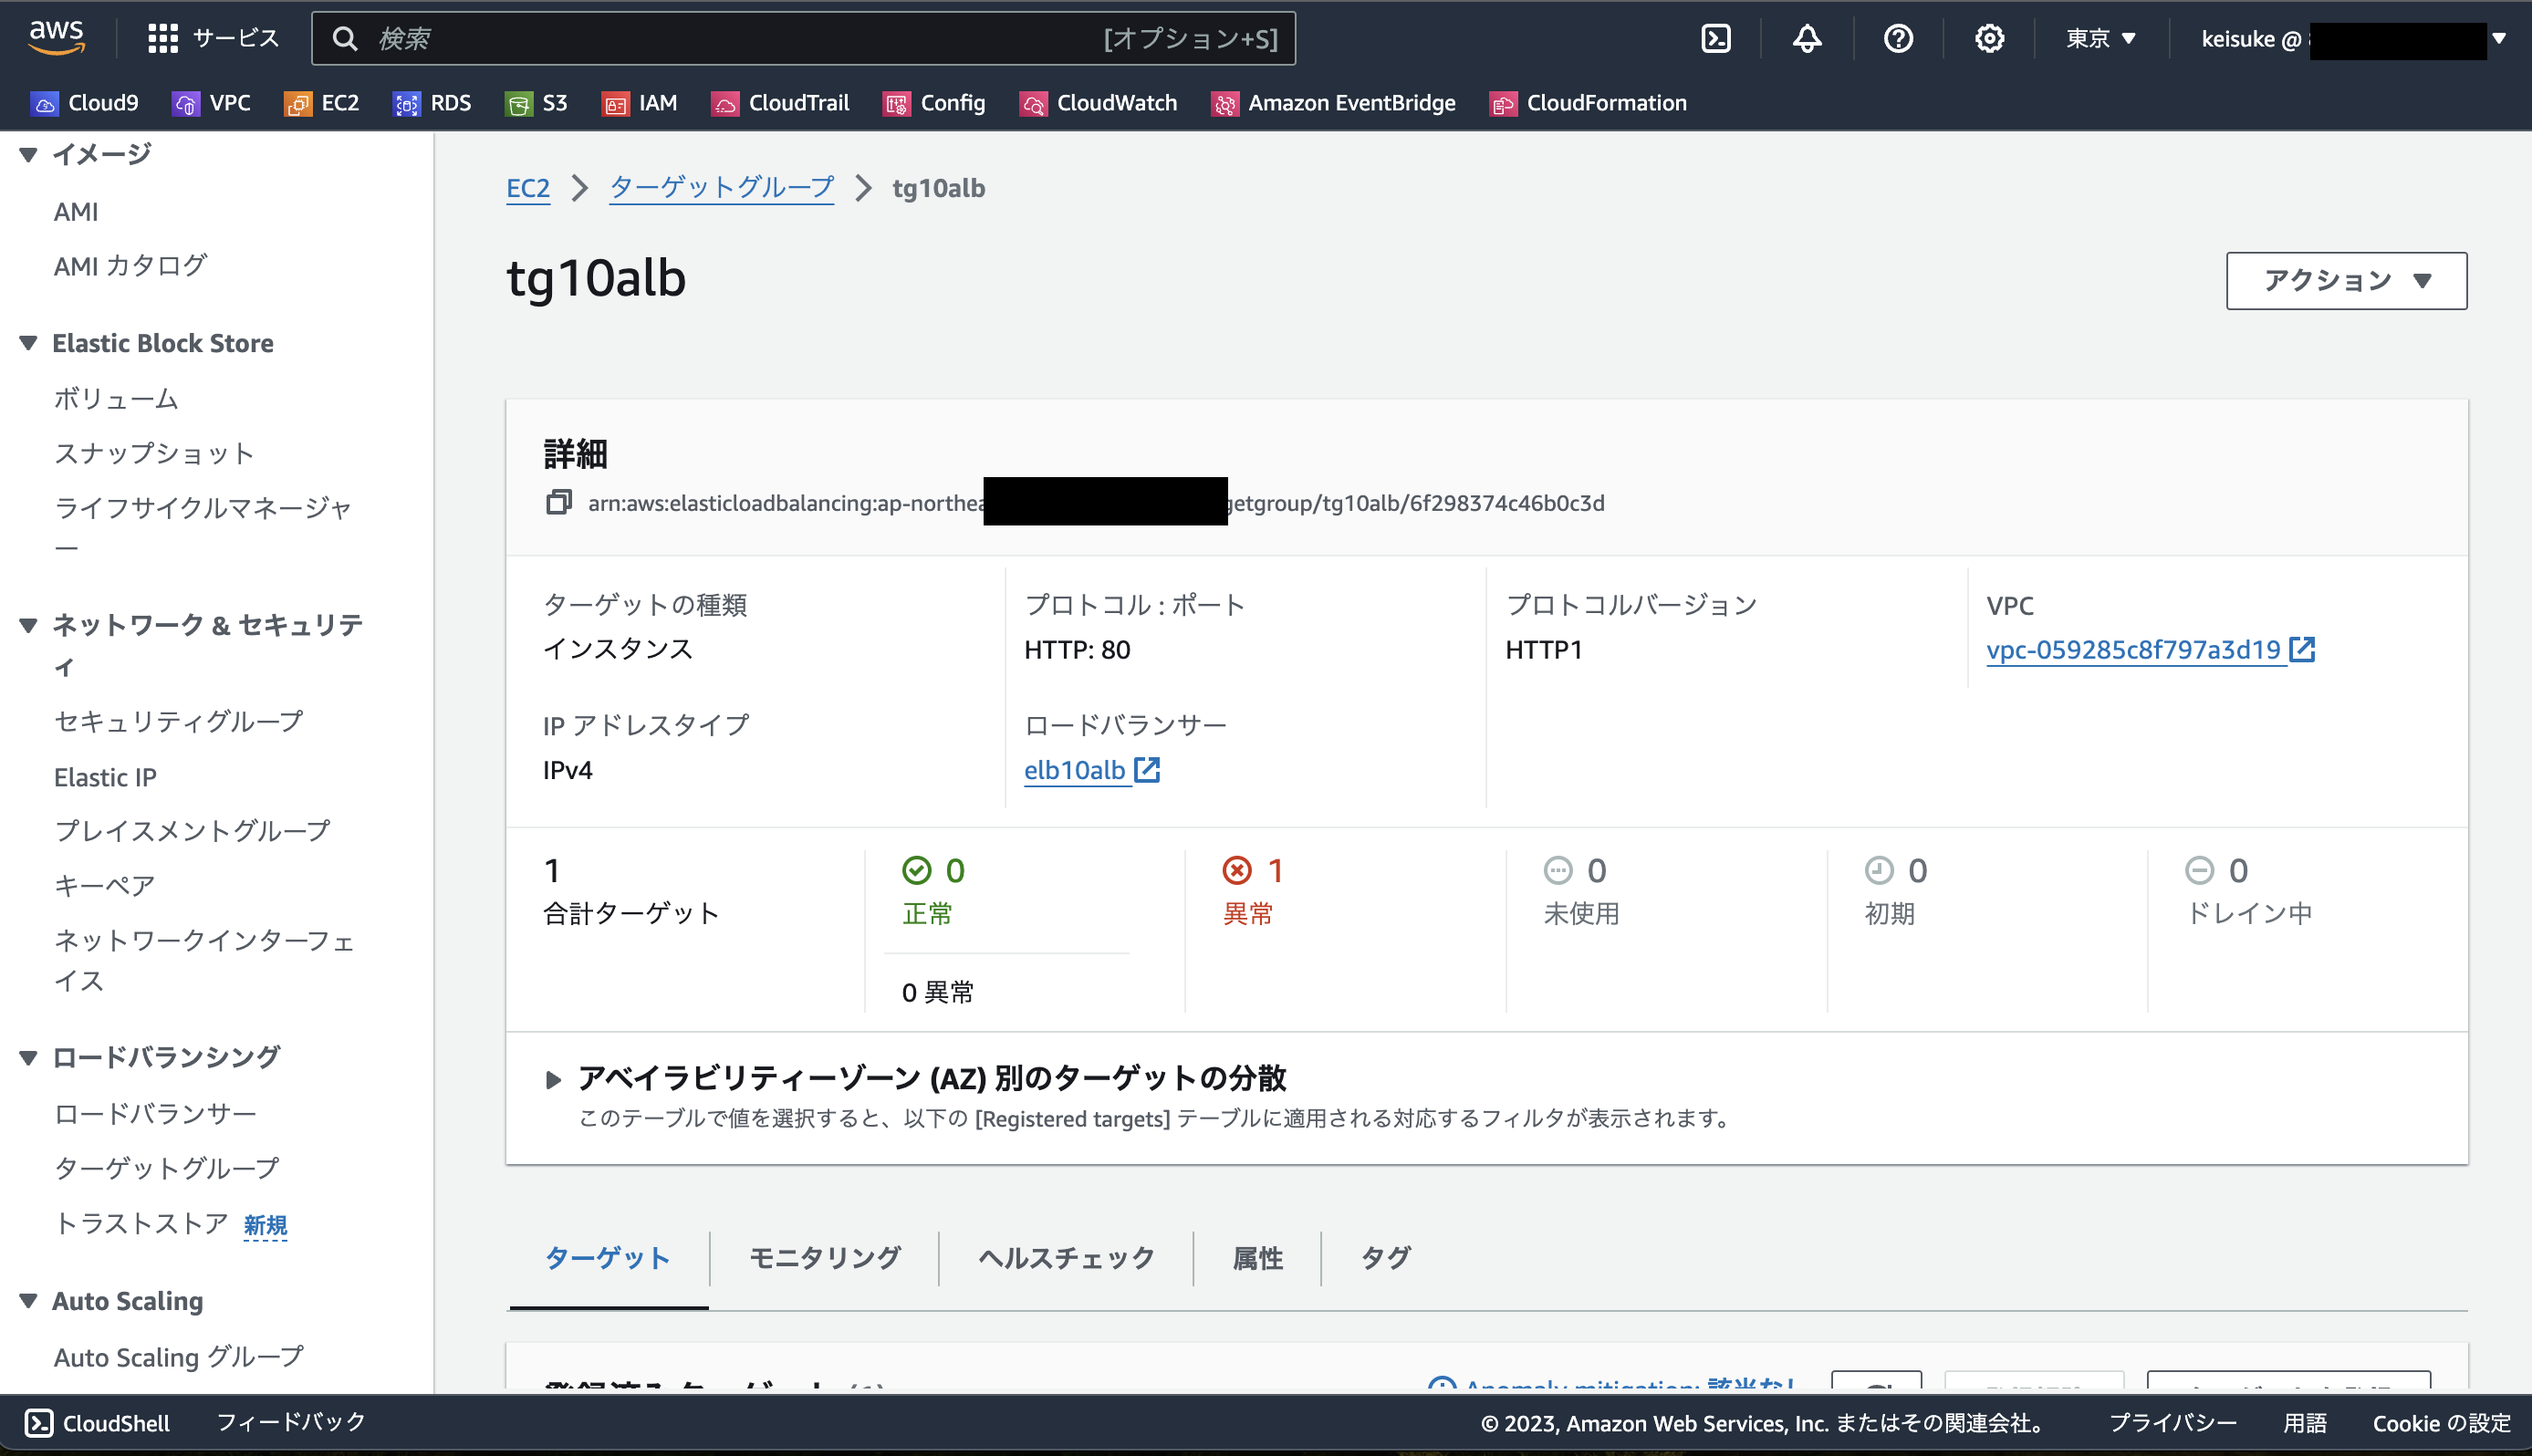 aws
サービス
検索
[オプション+S]
東京
keisuke @
Cloud9
VPC
EC2
RDS
S3
IAM
CloudTrail
Config
CloudWatch
Amazon EventBridge
CloudFormation
イメージ
AMI
AMI カタログ
Elastic Block Store
ボリューム
スナップショット
ライフサイクルマネージャ
ー
ネットワーク & セキュリテ
ィ
セキュリティグループ
Elastic IP
プレイスメントグループ
キーペア
ネットワークインターフェ
イス
ロードバランシング
ロードバランサー
ターゲットグループ
トラストストア 新規
Auto Scaling
Auto Scaling グループ
EC2
ターゲットグループ
tg10alb
tg10alb
アクション
詳細
arn:aws:elasticloadbalancing:ap-northea
getgroup/tg10alb/6f298374c46b0c3d
ターゲットの種類
インスタンス
プロトコル : ポート
HTTP: 80
プロトコルバージョン
HTTP1
VPC
vpc-059285c8f797a3d19
IP アドレスタイプ
IPv4
ロードバランサー
elb10alb
1
合計ターゲット
0
正常
0 異常
1
異常
0
未使用
0
初期
0
ドレイン中
アベイラビリティーゾーン (AZ) 別のターゲットの分散
このテーブルで値を選択すると、以下の [Registered targets] テーブルに適用される対応するフィルタが表示されます。
ターゲット
モニタリング
ヘルスチェック
属性
タグ
登録済みターゲット (1)
Anomaly mitigation: 該当なし
CloudShell
フィードバック
© 2023, Amazon Web Services, Inc. またはその関連会社。
プライバシー
用語
Cookie の設定